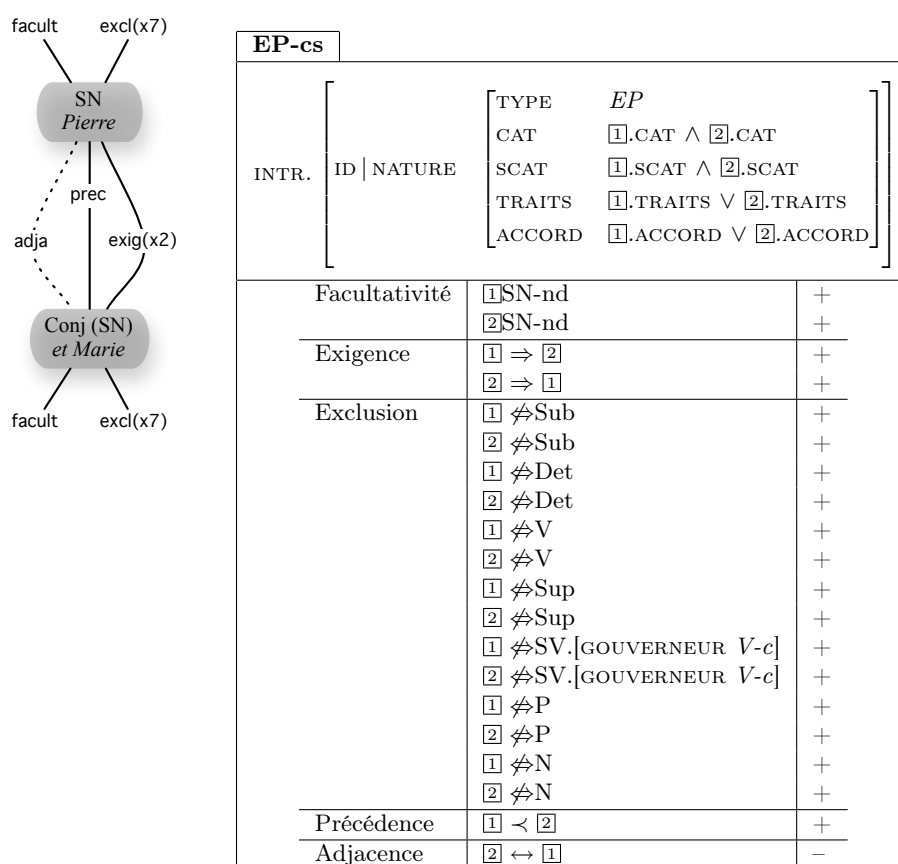 facult excl(x7)
SN
Pierre
prec
adja exig(x2)
Conj (SN)
et Marie
facult excl(x7)
EP-cs
INTR. [ID | NATURE [TYPE EP
CAT 1.CAT ∧ 2.CAT
SCAT 1.SCAT ∧ 2.SCAT
TRAITS 1.TRAITS ∨ 2.TRAITS
ACCORD 1.ACCORD ∨ 2.ACCORD]]
Facultativité 1SN-nd +
2SN-nd +
Exigence 1 ⇒ 2 +
2 ⇒ 1 +
Exclusion 1 ⇎Sub +
2 ⇎Sub +
1 ⇎Det +
2 ⇎Det +
1 ⇎V +
2 ⇎V +
1 ⇎Sup +
2 ⇎Sup +
1 ⇎SV.[GOUVERNEUR V-c] +
2 ⇎SV.[GOUVERNEUR V-c] +
1 ⇎P +
2 ⇎P +
1 ⇎N +
2 ⇎N +
Précédence 1 ≺ 2 +
Adjacence 2 ↔ 1 –